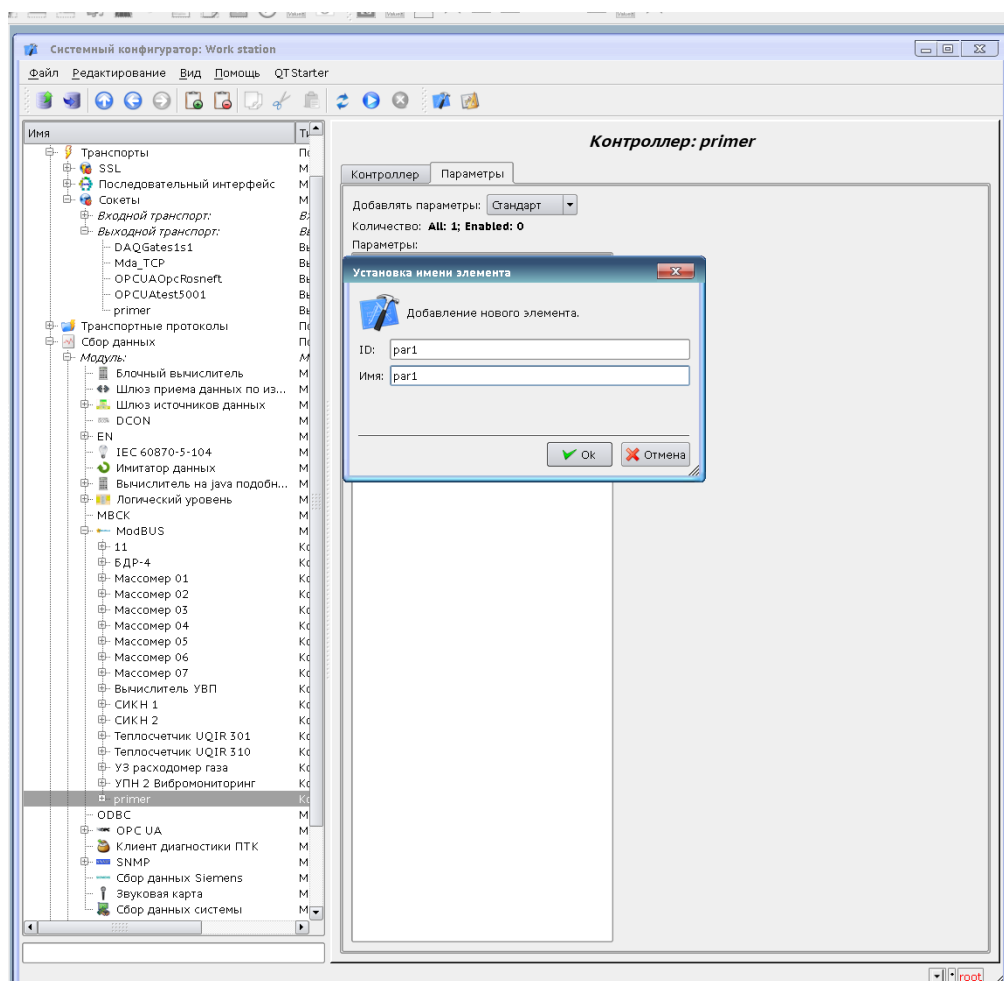 Системный конфигуратор: Work station
Файл Редактирование Вид Помощь QTStarter
Имя
Транспорты
SSL
Последовательный интерфейс
Сокеты
Входной транспорт:
Выходной транспорт:
DAQGates1s1
Mda_TCP
OPCUAOpcRosneft
OPCUAtest5001
primer
Транспортные протоколы
Сбор данных
Модуль:
Блочный вычислитель
Шлюз приема данных по из...
Шлюз источников данных
DCON
EN
IEC 60870-5-104
Имитатор данных
Вычислитель на java подобн...
Логический уровень
МВСК
ModBUS
11
БДР-4
Массомер 01
Массомер 02
Массомер 03
Массомер 04
Массомер 05
Массомер 06
Массомер 07
Вычислитель УВП
СИКН 1
СИКН 2
Теплосчетчик UQIR 301
Теплосчетчик UQIR 310
УЗ расходомер газа
УПН 2 Вибромониторинг
primer
ODBC
OPC UA
Клиент диагностики ПТК
SNMP
Сбор данных Siemens
Звуковая карта
Сбор данных системы
Контроллер: primer
Контроллер Параметры
Добавлять параметры: Стандарт
Количество: All: 1; Enabled: 0
Параметры:
Установка имени элемента
Добавление нового элемента.
ID: par1
Имя: par1
Ok Отмена
root